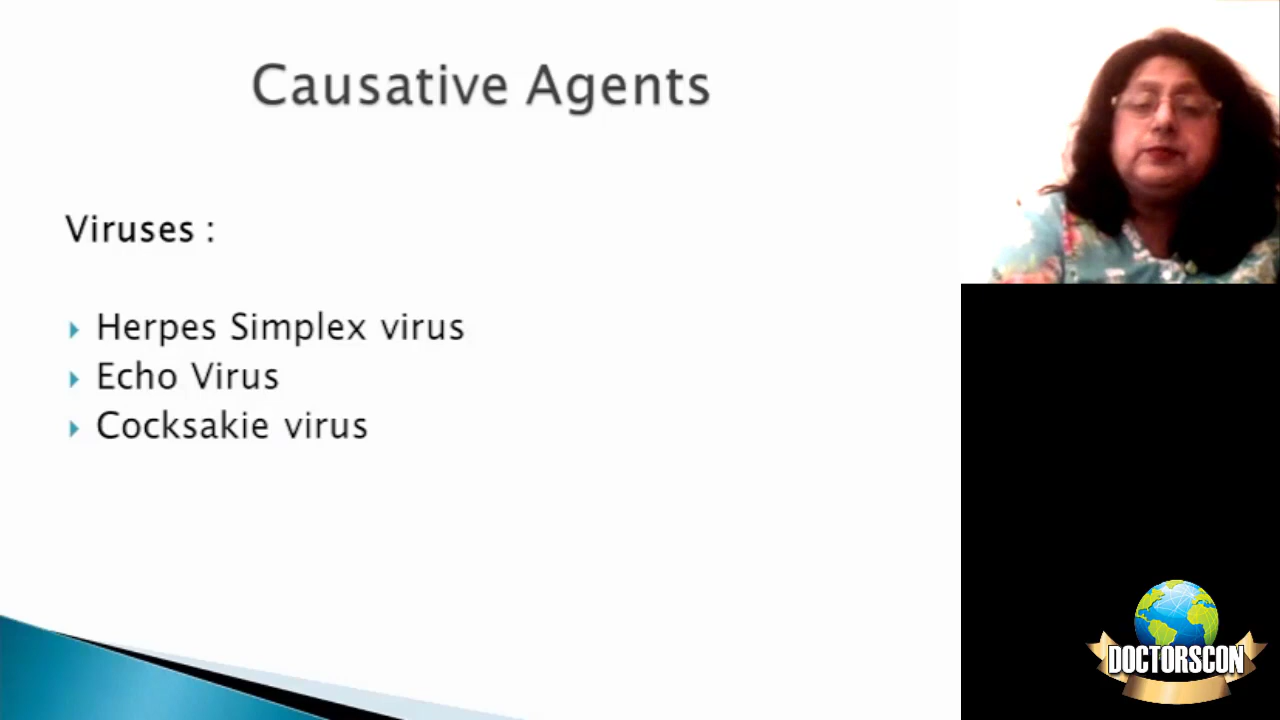 Causative Agents
Viruses :
Herpes Simplex virus
Echo Virus
Cocksakie virus
DOCTORSCON